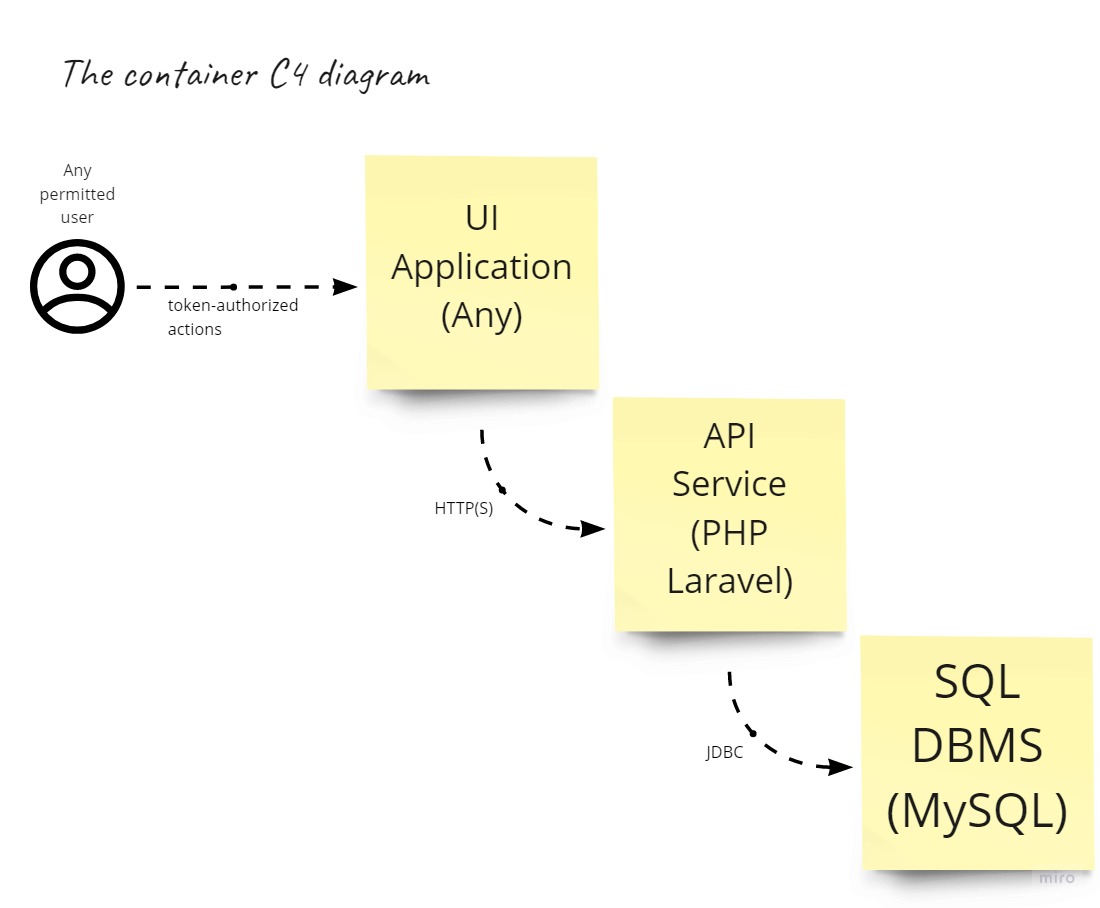 The container C4 diagram
Any
permitted
user
token-authorized
actions
UI
Application
(Any)
HTTP(S)
API
Service
(PHP
Laravel)
JDBC
SQL
DBMS
(MySQL)
miro